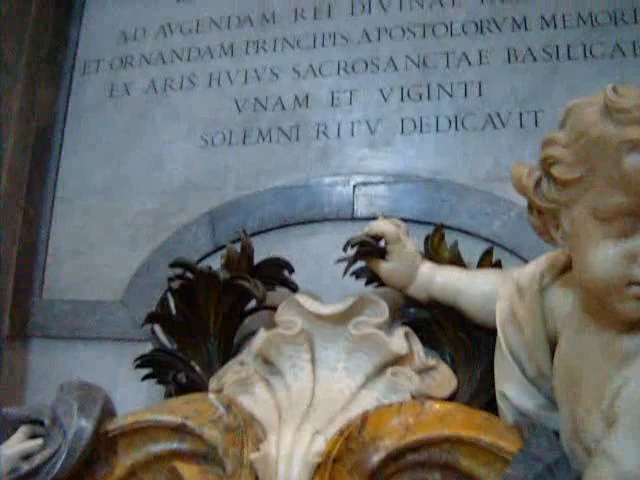 AD AVGENDAM REI DIVINAE
ET ORNANDAM PRINCIPIS APOSTOLORVM MEMORI
EX ARIS HVIVS SACROSANCTAE BASILICAE
VNAM ET VIGINTI
SOLEMNI RITV DEDICAVIT